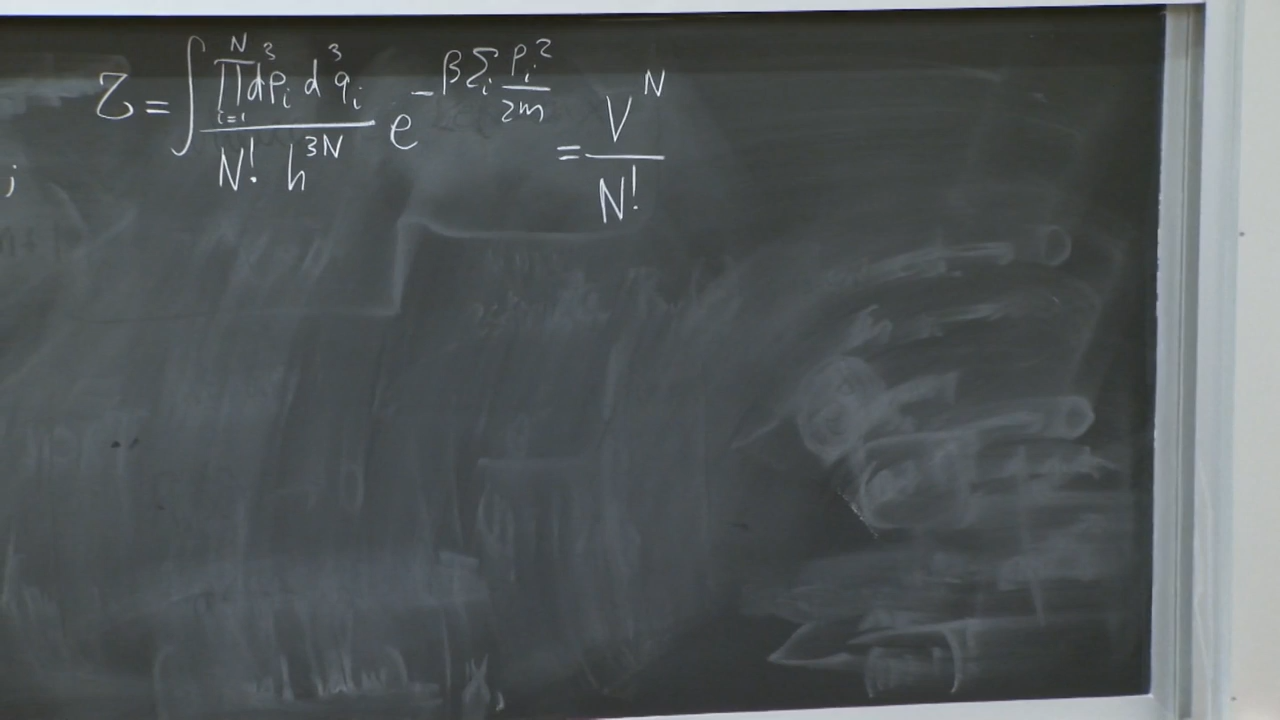 Z = ∫ ∏_{i=1}^{N} d³p_i d³q_i / (N! h^{3N}) e^{-β Σ_i p_i²/2m} = V^N / N!
;